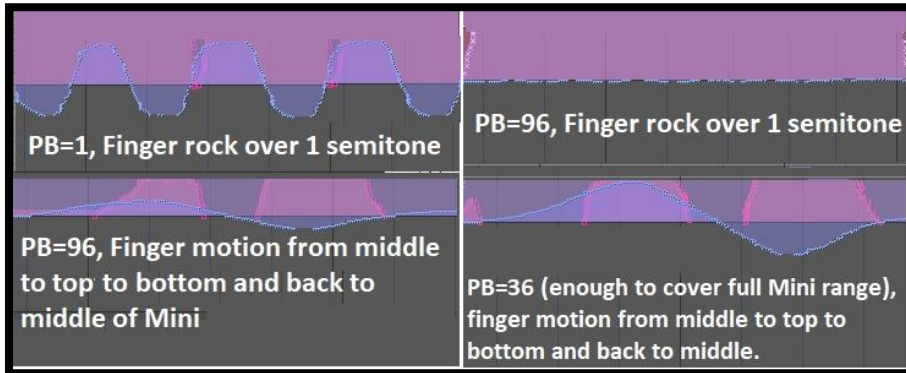 PB=1, Finger rock over 1 semitone
PB=96, Finger rock over 1 semitone
PB=96, Finger motion from middle
to top to bottom and back to
middle of Mini
PB=36 (enough to cover full Mini range),
finger motion from middle to top to
bottom and back to middle.